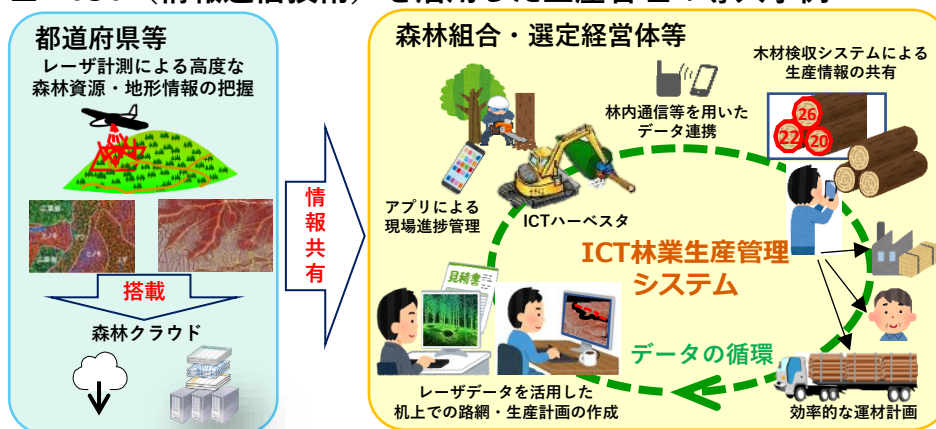 都道府県等
レーザ計測による高度な
森林資源・地形情報の把握
搭載
森林クラウド
情報共有
森林組合・選定経営体等
木材検収システムによる
生産情報の共有
26
22
20
林内通信等を用いた
データ連携
アプリによる
現場進捗管理
ICTハーベスタ
ICT林業生産管理
システム
見積書
データの循環
レーザデータを活用した
机上での路網・生産計画の作成
効率的な運材計画